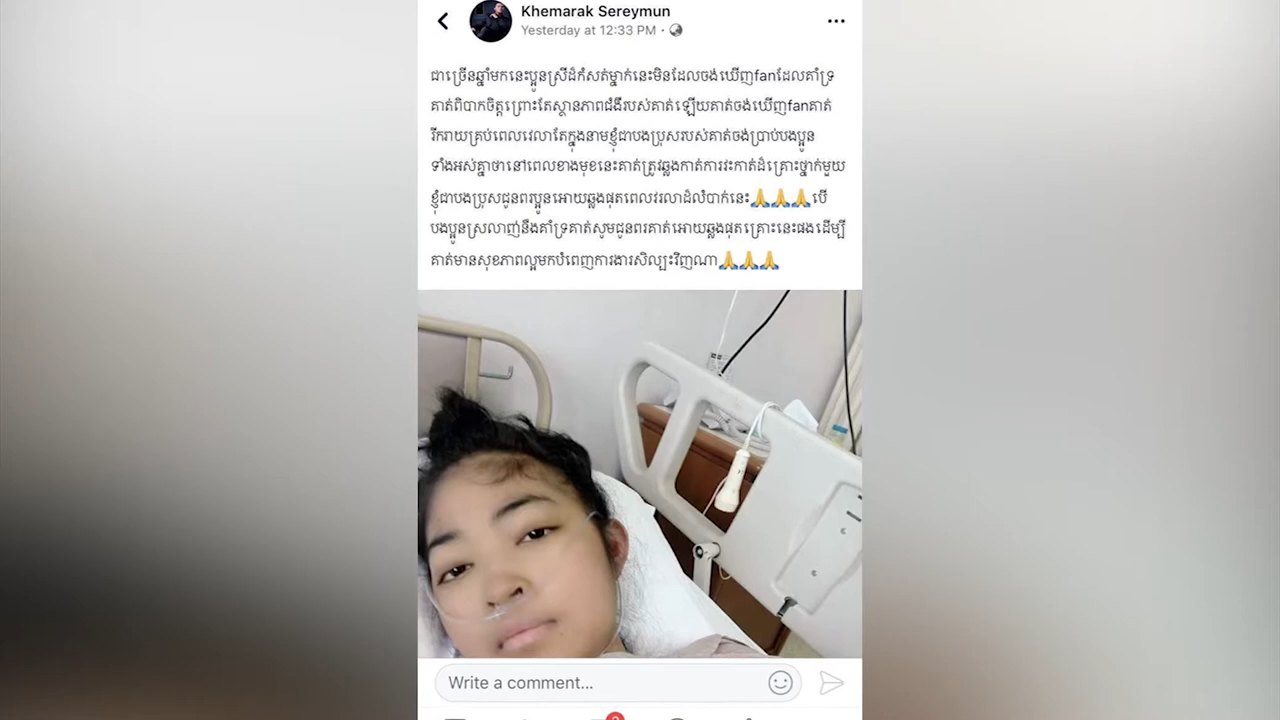 Khemarak Sereymun
Yesterday at 12:33 PM
ជាច្រើនឆ្នាំមកនេះប្អូនស្រីដ៏កំសត់ម្នាក់នេះមិនដែលចង់ឃើញfanដែលគាំទ្រ
គាត់ពិបាកចិត្តព្រោះតែស្ថានភាពជំងឺរបស់គាត់ឡើយគាត់ចង់ឃើញfanគាត់
រីករាយគ្រប់ពេលវេលាតែក្នុងនាមខ្ញុំជាបងប្រុសរបស់គាត់ចង់ប្រាប់បងប្អូន
ទាំងអស់គ្នាថានៅពេលខាងមុខនេះគាត់ត្រូវឆ្លងកាត់ការវះកាត់ដ៏គ្រោះថ្នាក់មួយ
ខ្ញុំជាបងប្រុសជូនពរប្អូនអោយឆ្លងផុតពេលវរលាដ៏លំបាក់នេះ🙏🙏🙏បើ
បងប្អូនស្រលាញ់នឹងគាំទ្រគាត់សូមជូនពរគាត់អោយឆ្លងផុតគ្រោះនេះផងដើម្បី
គាត់មានសុខភាពល្អមកបំពេញការងារសិល្បះវិញណា🙏🙏🙏
Write a comment...